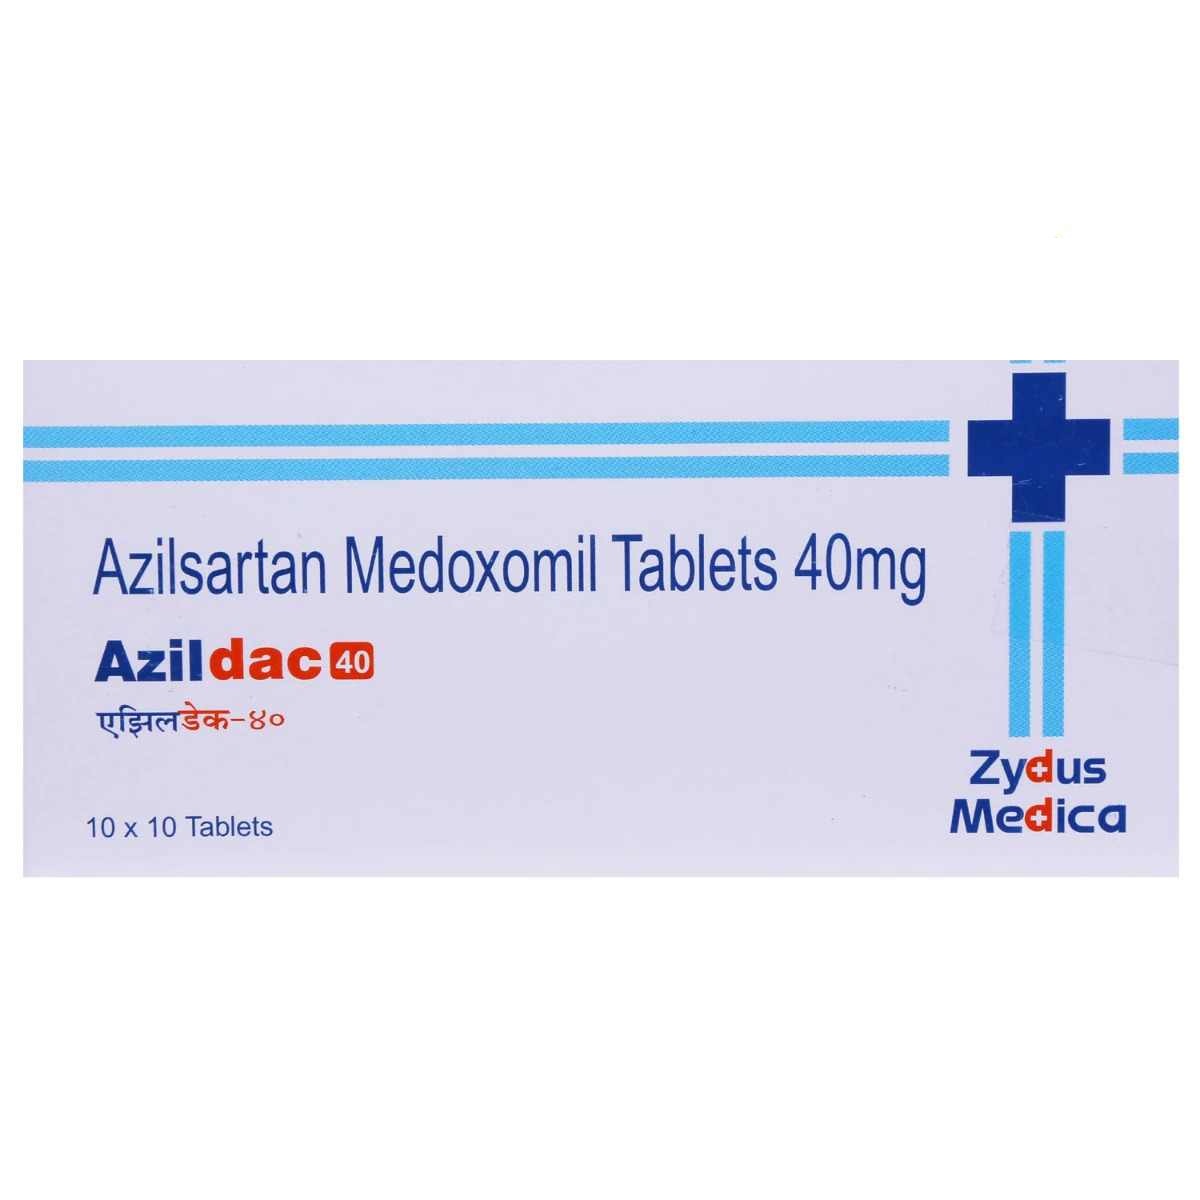 Azilsartan Medoxomil Tablets 40mg
Azildac 40
एझिलडेक-४०
10 x 10 Tablets
Zydus
Medica